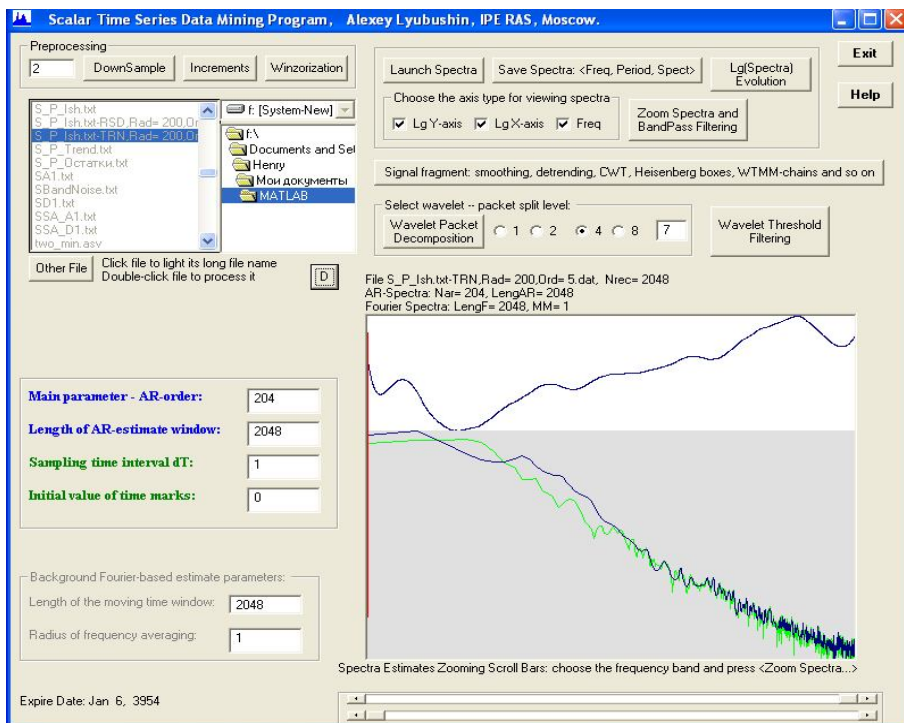 Scalar Time Series Data Mining Program,    Alexey Lyubushin, IPE RAS, Moscow.
Preprocessing
2
DownSample
Increments
Winzorization
S_P_Ish.txt
S_P_Ish.txt-RSD,Rad= 200,Or
S_P_Ish.txt-TRN,Rad= 200,Or
S_P_Trend.txt
S_P_Остатки.txt
SA1.txt
SBandNoise.txt
SD1.txt
SSA_A1.txt
SSA_D1.txt
two_min.asv
f: [System-New]
f:\
Documents and Set
Henry
Мои документы
MATLAB
Other File
Click file to light its long file name
Double-click file to process it
D
Launch Spectra
Save Spectra: <Freq, Period, Spect>
Lg(Spectra)
Evolution
Exit
Help
Choose the axis type for viewing spectra
Lg Y-axis
Lg X-axis
Freq
Zoom Spectra and
BandPass Filtering
Signal fragment: smoothing, detrending, CWT, Heisenberg boxes, WTMM-chains and so on
Select wavelet -- packet split level:
Wavelet Packet
Decomposition
1
2
4
8
7
Wavelet Threshold
Filtering
File S_P_Ish.txt-TRN,Rad= 200,Ord= 5.dat,  Nrec= 2048
AR-Spectra: Nar= 204, LengAR= 2048
Fourier Spectra: LengF= 2048, MM= 1
Main parameter - AR-order:
204
Length of AR-estimate window:
2048
Sampling time interval dT:
1
Initial value of time marks:
0
Background Fourier-based estimate parameters:
Length of the moving time window:
2048
Radius of frequency averaging:
1
Spectra Estimates Zooming Scroll Bars: choose the frequency band and press <Zoom Spectra...>
Expire Date: Jan  6,  3954